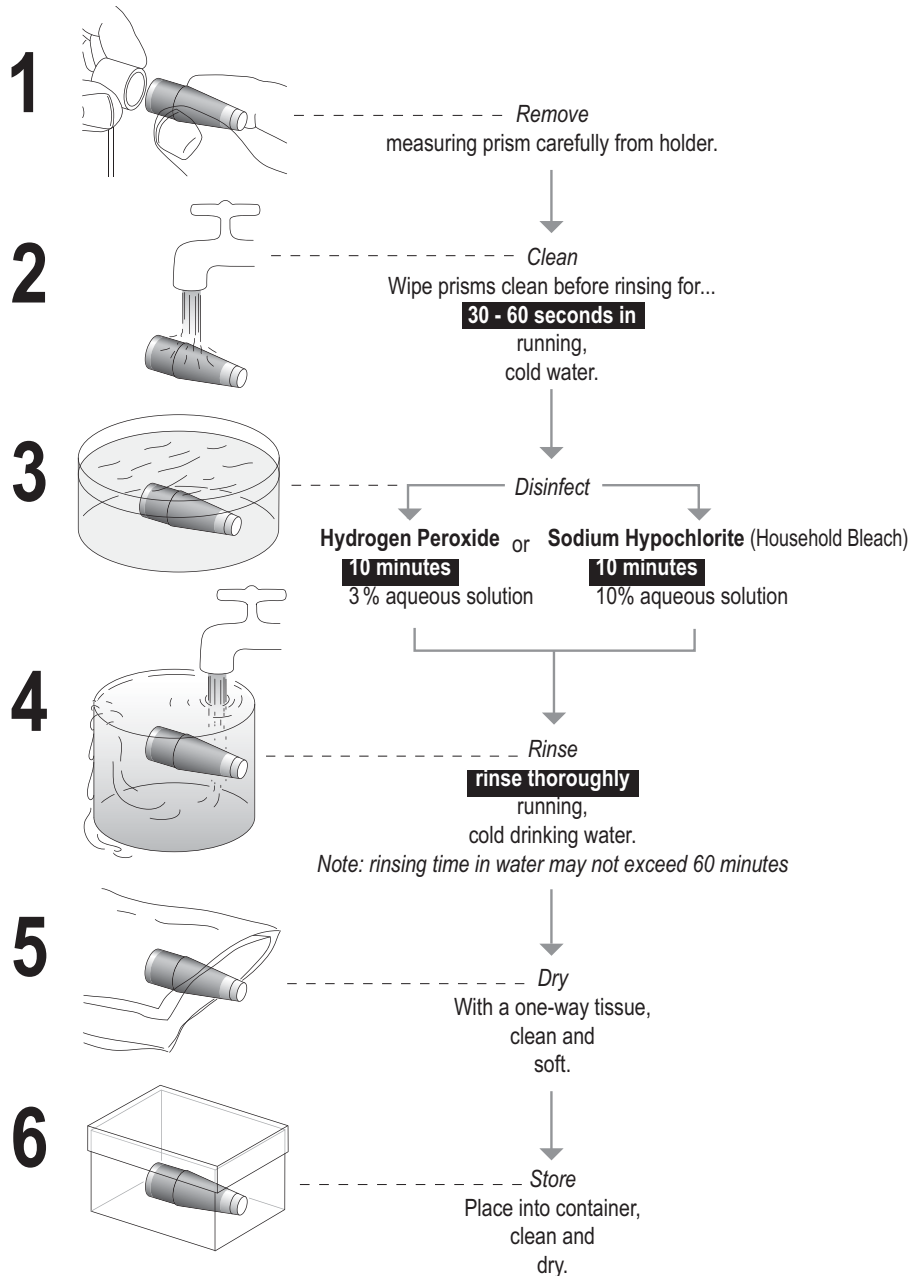 1
Remove
measuring prism carefully from holder.
2
Clean
Wipe prisms clean before rinsing for...
30 - 60 seconds in
running,
cold water.
3
Disinfect
Hydrogen Peroxide or Sodium Hypochlorite (Household Bleach)
10 minutes 10 minutes
3 % aqueous solution 10% aqueous solution
4
Rinse
rinse thoroughly
running,
cold drinking water.
Note: rinsing time in water may not exceed 60 minutes
5
Dry
With a one-way tissue,
clean and
soft.
6
Store
Place into container,
clean and
dry.